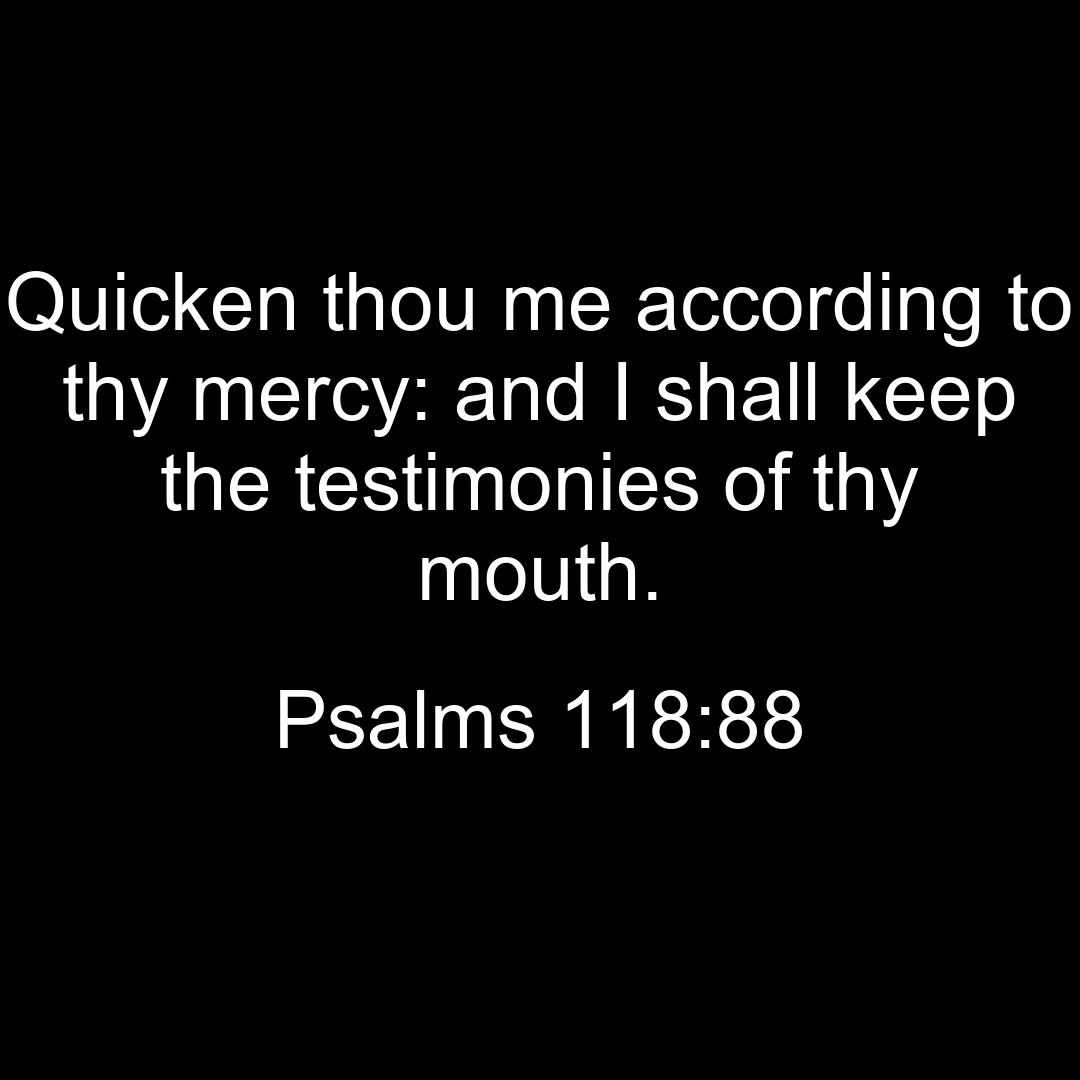 Quicken thou me according to
thy mercy: and I shall keep
the testimonies of thy
mouth.
Psalms 118:88